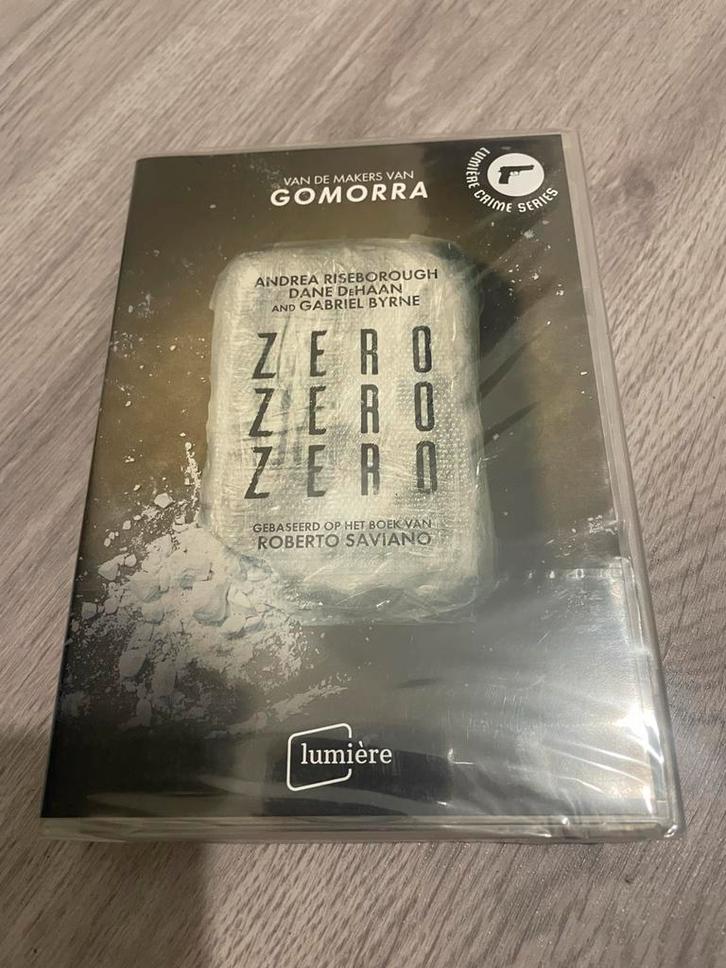 VAN DE MAKERS VAN
GOMORRA
LUMIÈRE CRIME SERIES
ANDREA RISEBOROUGH
DANE DEHAAN
AND GABRIEL BYRNE
ZERO
ZERO
ZERO
GEBASEERD OP HET BOEK VAN
ROBERTO SAVIANO
lumière